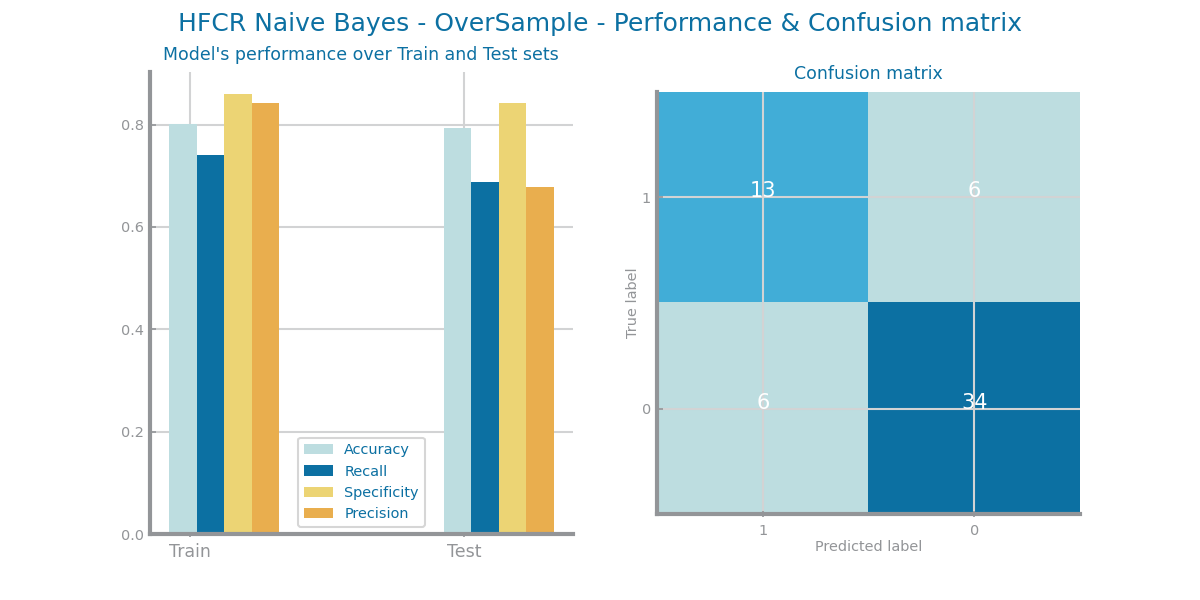 HFCR Naive Bayes - OverSample - Performance & Confusion matrix
Model's performance over Train and Test sets
0.8
0.6
0.4
0.2
0.0
Train Test
Accuracy
Recall
Specificity
Precision
Confusion matrix
True label
1
0
13 6
6 34
1 0
Predicted label